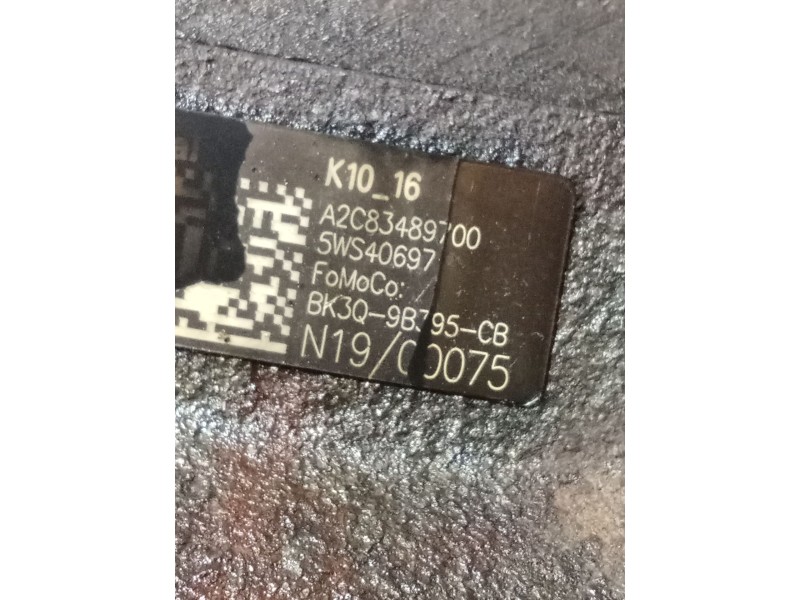 K10_16
A2C83489700
5WS40697
FoMoCo:
BK3Q-9B395-CB
N19/00075